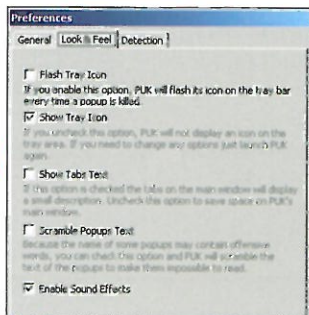 Preferences
General Look & Feel Detection
Flash Tray Icon
If you enable this option, PUK will flash its icon on the tray bar
every time a popup is killed.
Show Tray Icon
If you uncheck this option, PUK will not display an icon on the
tray area. If you need to change any options just launch PUK
again.
Show Tabs Text
If this option is checked the tabs on the main window will display
a small description. Uncheck this option to save space on PUK's
main window.
Scramble Popups Text
Because the name of some popups may contain offensive
words, you can check this option and PUK will scramble the
text of the popups to make them impossible to read.
Enable Sound Effects